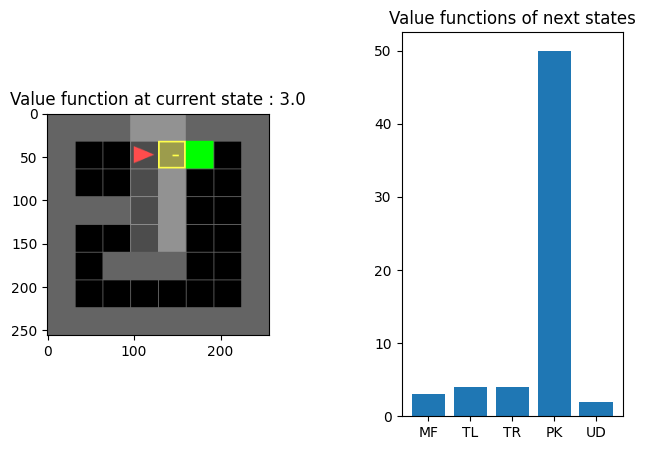 Value functions of next states
Value function at current state : 3.0
0
50
100
150
200
250
0
100
200
50
40
30
20
10
0
MF
TL
TR
PK
UD